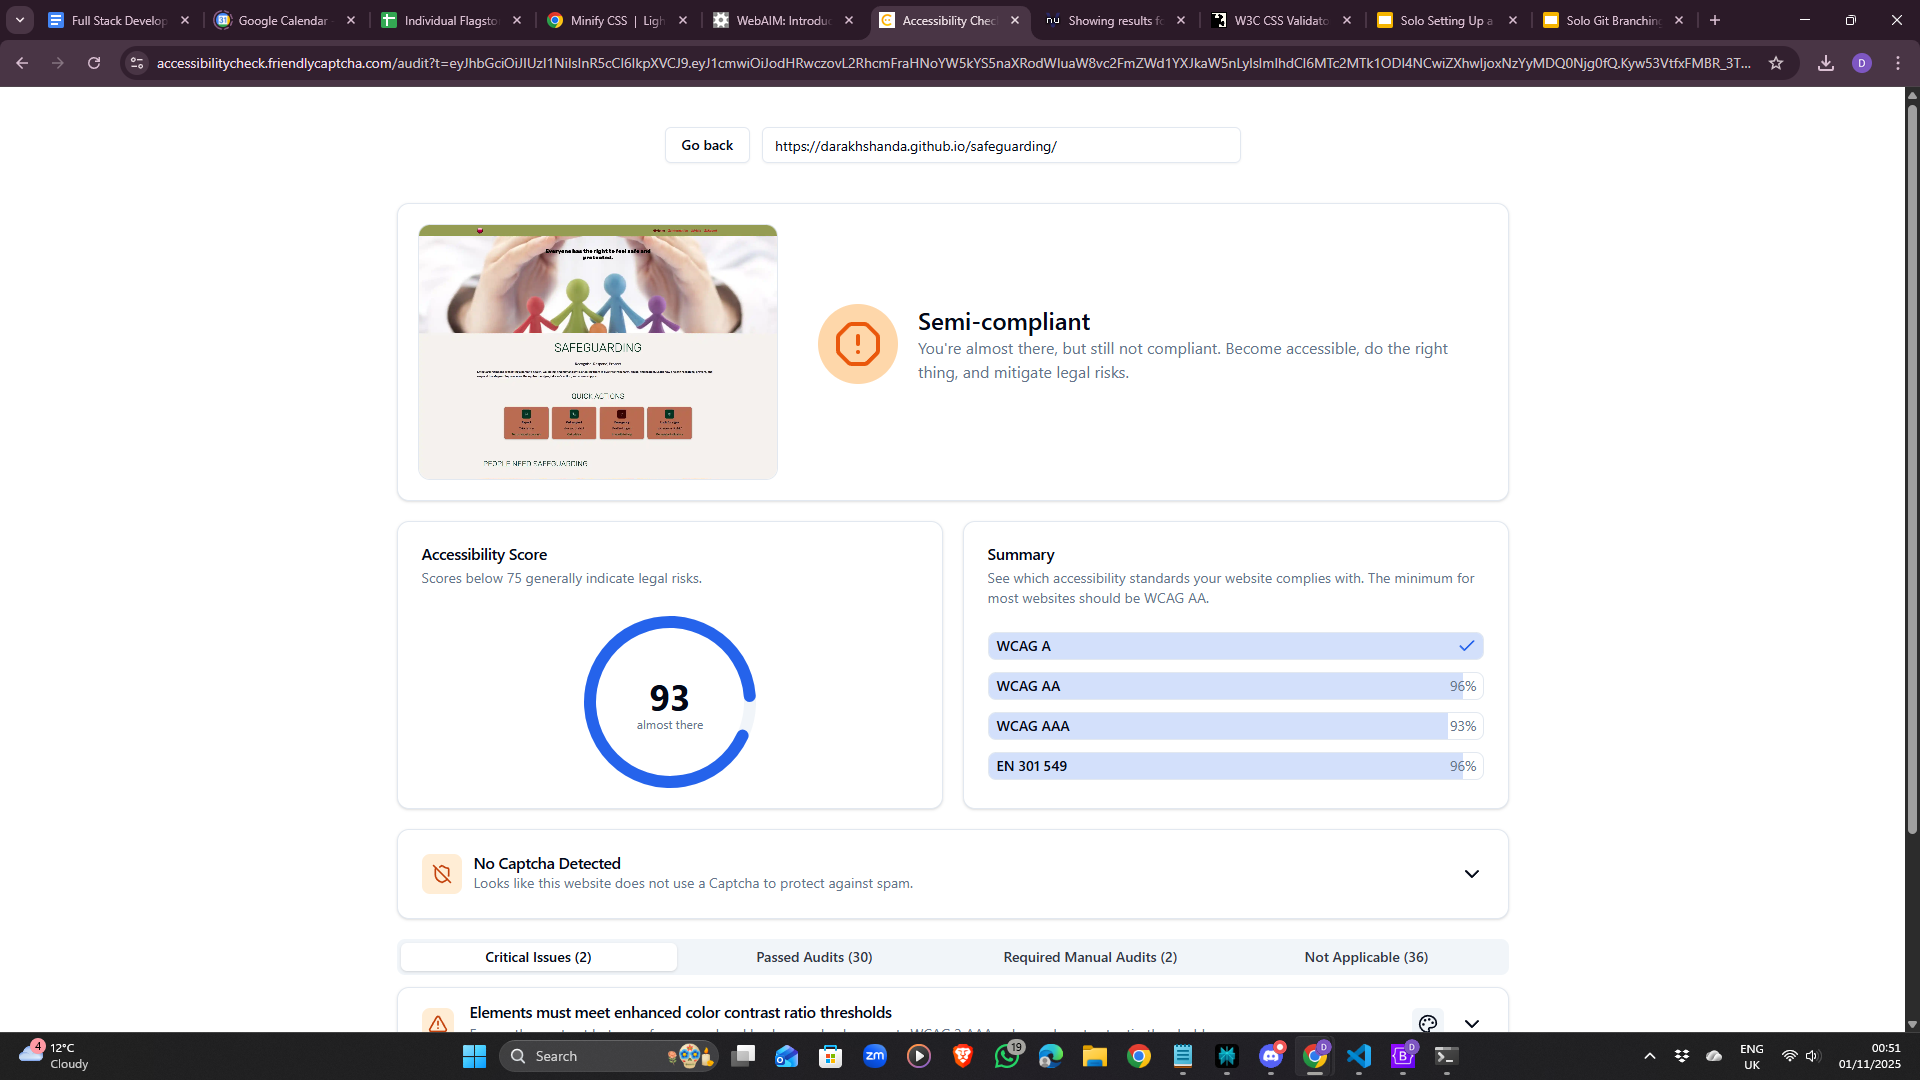 Full Stack Develop
Google Calendar
Individual Flagsto
Minify CSS | Ligh
WebAIM: Introduc
Accessibility Chec
nu
Showing results fo
W3C CSS Validato
Solo Setting Up a
Solo Git Branching
accessibilitycheck.friendlycaptcha.com/audit?t=eyJhbGciOiJIUzI1NiIsInR5cCI6IkpXVCJ9.eyJ1cmwiOiJodHRwczovL2RhcmFraHNoYW5kYS5naXRodWIuaW8vc2FmZWd1YXJkaW5nLyIsImlhdCI6MTc2MTk1ODI4NCwiZXhwIjoxNzYyMDQ0Njg0fQ.Kyw53VtfxFMBR_3T...
D
Go back
https://darakhshanda.github.io/safeguarding/
Everyone has the right to feel safe and
protected.
SAFEGUARDING
QUICK ACTIONS
PEOPLE NEED SAFEGUARDING
Semi-compliant
You're almost there, but still not compliant. Become accessible, do the right
thing, and mitigate legal risks.
Accessibility Score
Scores below 75 generally indicate legal risks.
93
almost there
Summary
See which accessibility standards your website complies with. The minimum for
most websites should be WCAG AA.
WCAG A
WCAG AA 96%
WCAG AAA 93%
EN 301 549 96%
No Captcha Detected
Looks like this website does not use a Captcha to protect against spam.
Critical Issues (2)
Passed Audits (30)
Required Manual Audits (2)
Not Applicable (36)
Elements must meet enhanced color contrast ratio thresholds
4
12°C
Cloudy
Search
zm
19
D
D
ENG
UK
00:51
01/11/2025